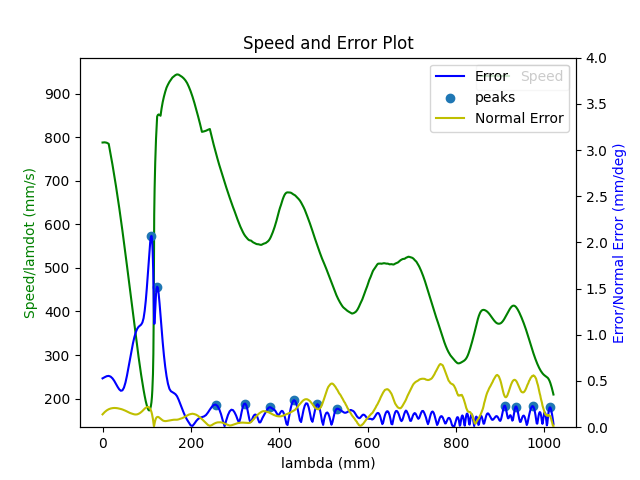 Speed and Error Plot
Speed/lamdot (mm/s)
900
800
700
600
500
400
300
200
Error
Speed
peaks
Normal Error
4.0
3.5
3.0
2.5
2.0
1.5
1.0
0.5
0.0
Error/Normal Error (mm/deg)
0
200
400
600
800
1000
lambda (mm)